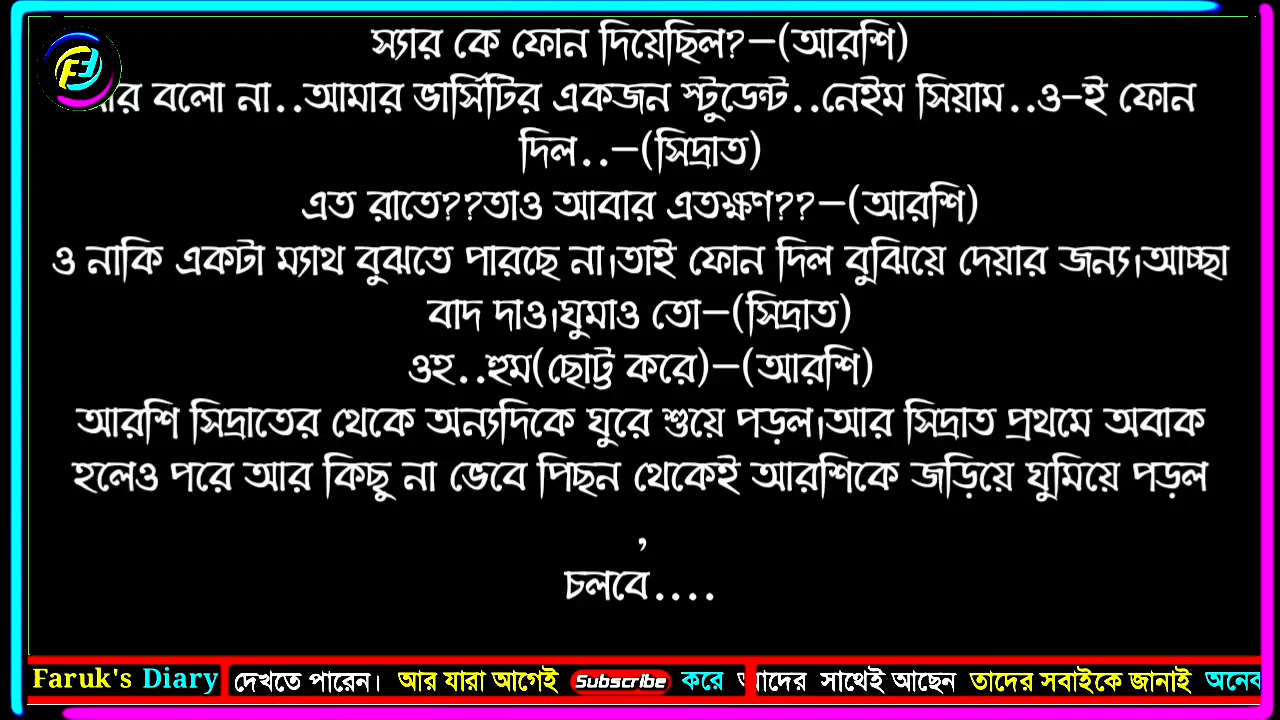 স্যার কে ফোন দিয়েছিল?-(আরশি)
বলো না..আমার ভার্সিটির একজন স্টুডেন্ট..নেইম সিয়াম..ও-ই ফোন
দিল..-(সিদ্রাত)
এত রাতে??তাও আবার এতক্ষণ??-(আরশি)
ও নাকি একটা ম্যাথ বুঝতে পারছে না।তাই ফোন দিল বুঝিয়ে দেয়ার জন্য।আচ্ছা
বাদ দাও।ঘুমাও তো-(সিদ্রাত)
ওহ..হুম(ছোট্ট করে)-(আরশি)
আরশি সিদ্রাতের থেকে অন্যদিকে ঘুরে শুয়ে পড়ল।আর সিদ্রাত প্রথমে অবাক
হলেও পরে আর কিছু না ভেবে পিছন থেকেই আরশিকে জড়িয়ে ঘুমিয়ে পড়ল
,
চলবে....
Faruk's Diary দেখতে পারেন। আর যারা আগেই Subscribe করে সাথেই আছেন তাদের সবাইকে জানাই